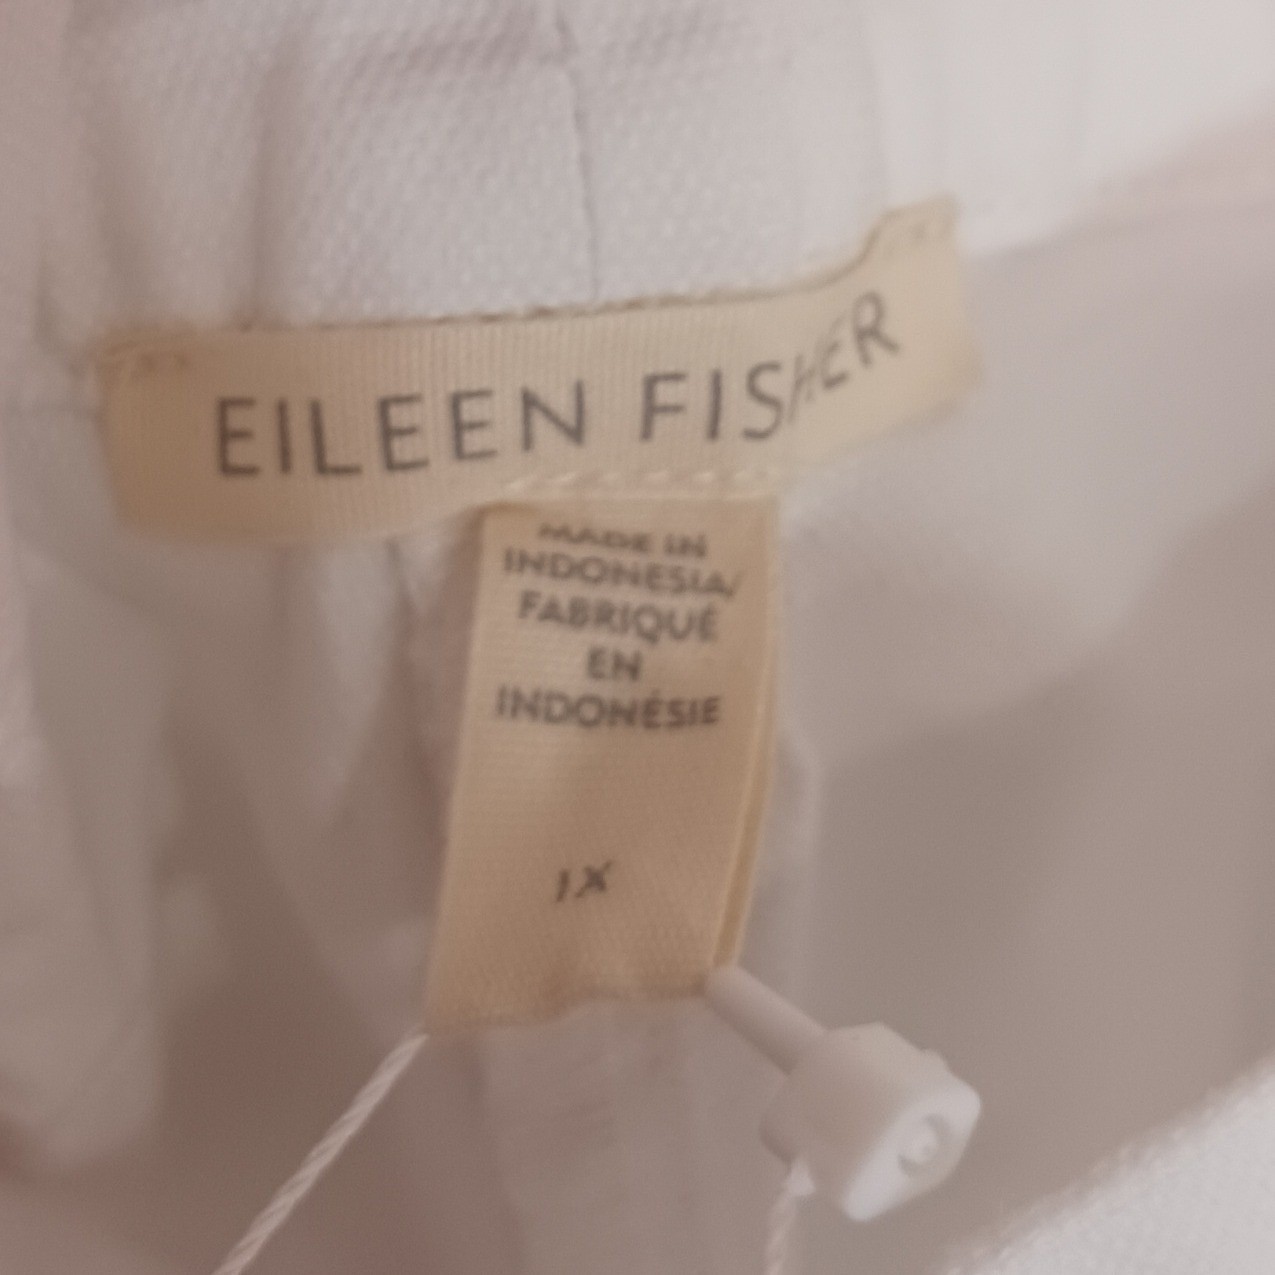 EILEEN FISHER
MADE IN
INDONESIA/
FABRIQUÉ
EN
INDONÉSIE
1X